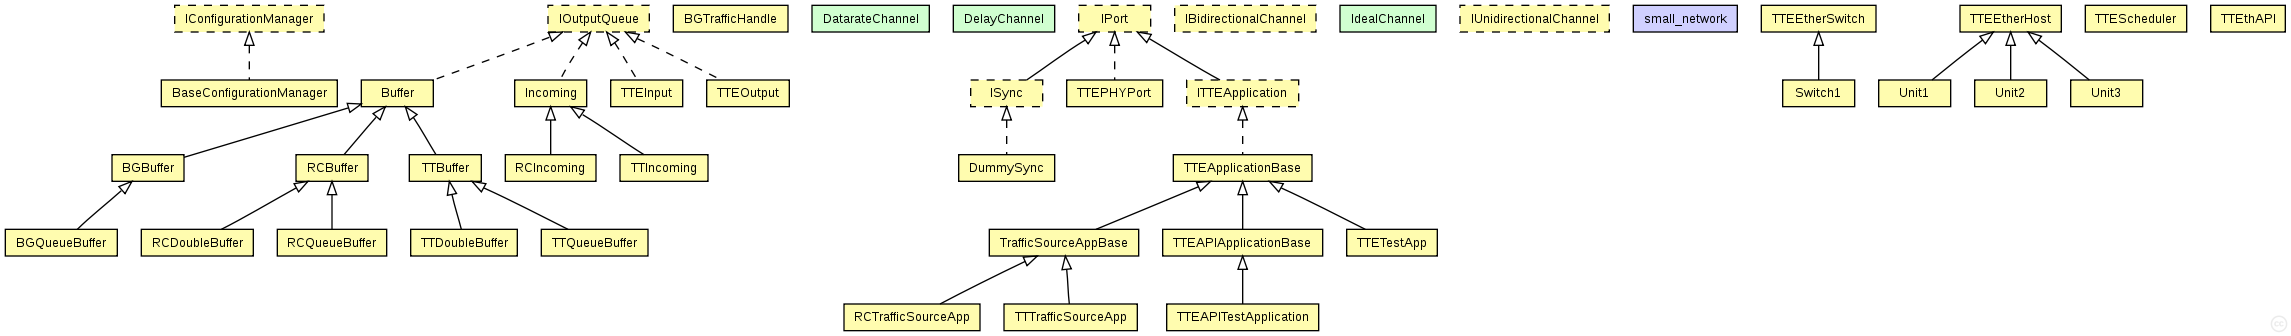 IConfigurationManager
IOutputQueue
BGTrafficHandle
DatarateChannel
DelayChannel
IPort
IBidirectionalChannel
IdealChannel
IUnidirectionalChannel
small_network
TTEEtherSwitch
TTEEtherHost
TTEScheduler
TTEthAPI
BaseConfigurationManager
Buffer
Incoming
TTEInput
TTEOutput
ISync
TTEPHYPort
ITTEApplication
Switch1
Unit1
Unit2
Unit3
BGBuffer
RCBuffer
TTBuffer
RCIncoming
TTIncoming
DummySync
TTEApplicationBase
BGQueueBuffer
RCDoubleBuffer
RCQueueBuffer
TTDoubleBuffer
TTQueueBuffer
TrafficSourceAppBase
TTEAPIApplicationBase
TTETestApp
RCTrafficSourceApp
TTTrafficSourceApp
TTEAPITestApplication
cc